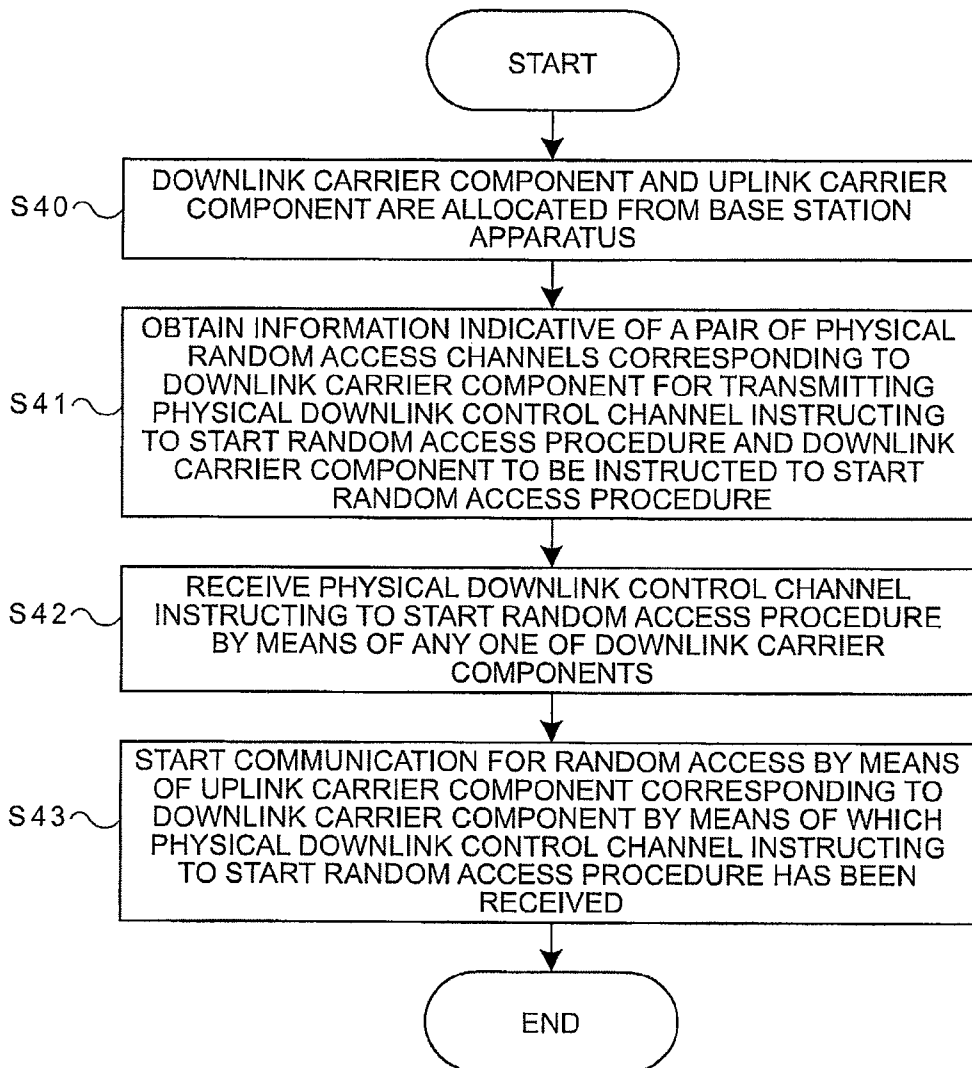 START
S40
DOWNLINK CARRIER COMPONENT AND UPLINK CARRIER
COMPONENT ARE ALLOCATED FROM BASE STATION
APPARATUS
S41
OBTAIN INFORMATION INDICATIVE OF A PAIR OF PHYSICAL
RANDOM ACCESS CHANNELS CORRESPONDING TO
DOWNLINK CARRIER COMPONENT FOR TRANSMITTING
PHYSICAL DOWNLINK CONTROL CHANNEL INSTRUCTING
TO START RANDOM ACCESS PROCEDURE AND DOWNLINK
CARRIER COMPONENT TO BE INSTRUCTED TO START
RANDOM ACCESS PROCEDURE
S42
RECEIVE PHYSICAL DOWNLINK CONTROL CHANNEL
INSTRUCTING TO START RANDOM ACCESS PROCEDURE
BY MEANS OF ANY ONE OF DOWNLINK CARRIER
COMPONENTS
S43
START COMMUNICATION FOR RANDOM ACCESS BY MEANS
OF UPLINK CARRIER COMPONENT CORRESPONDING TO
DOWNLINK CARRIER COMPONENT BY MEANS OF WHICH
PHYSICAL DOWNLINK CONTROL CHANNEL INSTRUCTING
TO START RANDOM ACCESS PROCEDURE HAS BEEN
RECEIVED
END